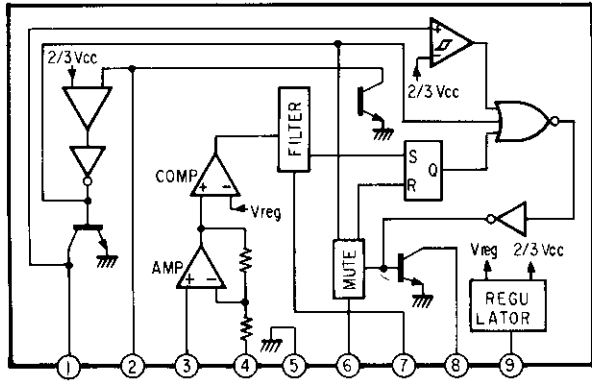 2/3 Vcc
+
−
2/3 Vcc
FILTER
S
Q
R
COMP
+ −
Vreg
AMP
+ −
MUTE
Vreg 2/3 Vcc
REGU
LATOR
1 2 3 4 5 6 7 8 9